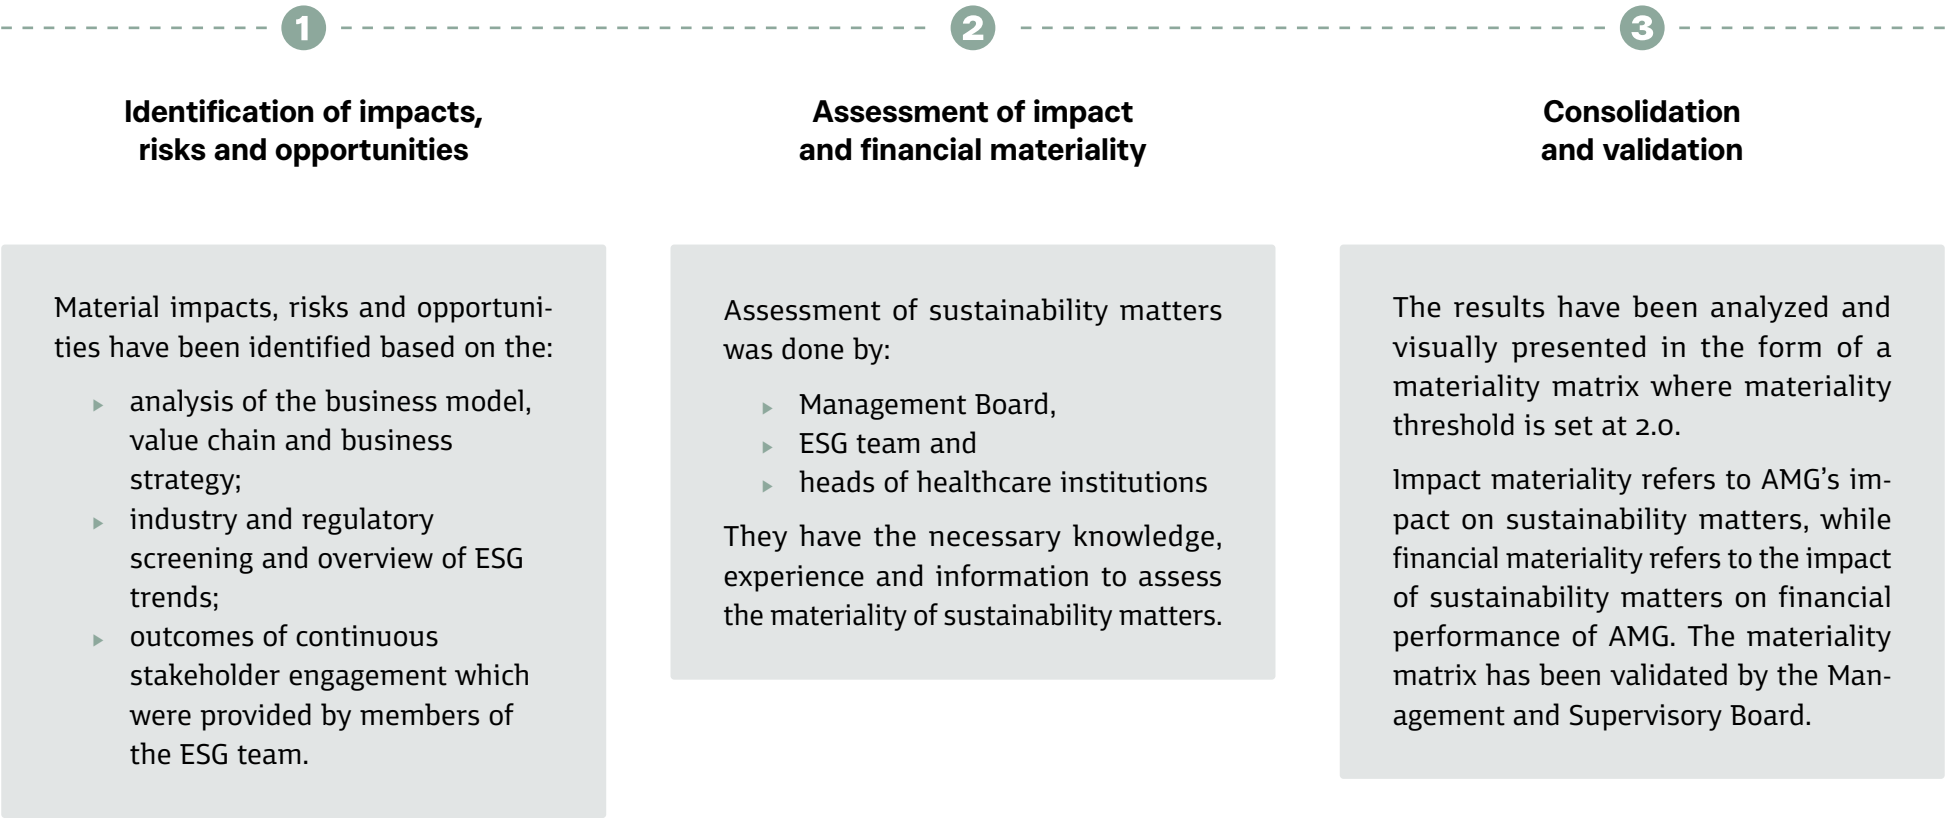 1
Identification of impacts,
risks and opportunities
Material impacts, risks and opportuni-
ties have been identified based on the:
▸ analysis of the business model,
value chain and business
strategy;
▸ industry and regulatory
screening and overview of ESG
trends;
▸ outcomes of continuous
stakeholder engagement which
were provided by members of
the ESG team.
2
Assessment of impact
and financial materiality
Assessment of sustainability matters
was done by:
▸ Management Board,
▸ ESG team and
▸ heads of healthcare institutions
They have the necessary knowledge,
experience and information to assess
the materiality of sustainability matters.
3
Consolidation
and validation
The results have been analyzed and
visually presented in the form of a
materiality matrix where materiality
threshold is set at 2.0.
Impact materiality refers to AMG’s im-
pact on sustainability matters, while
financial materiality refers to the impact
of sustainability matters on financial
performance of AMG. The materiality
matrix has been validated by the Man-
agement and Supervisory Board.